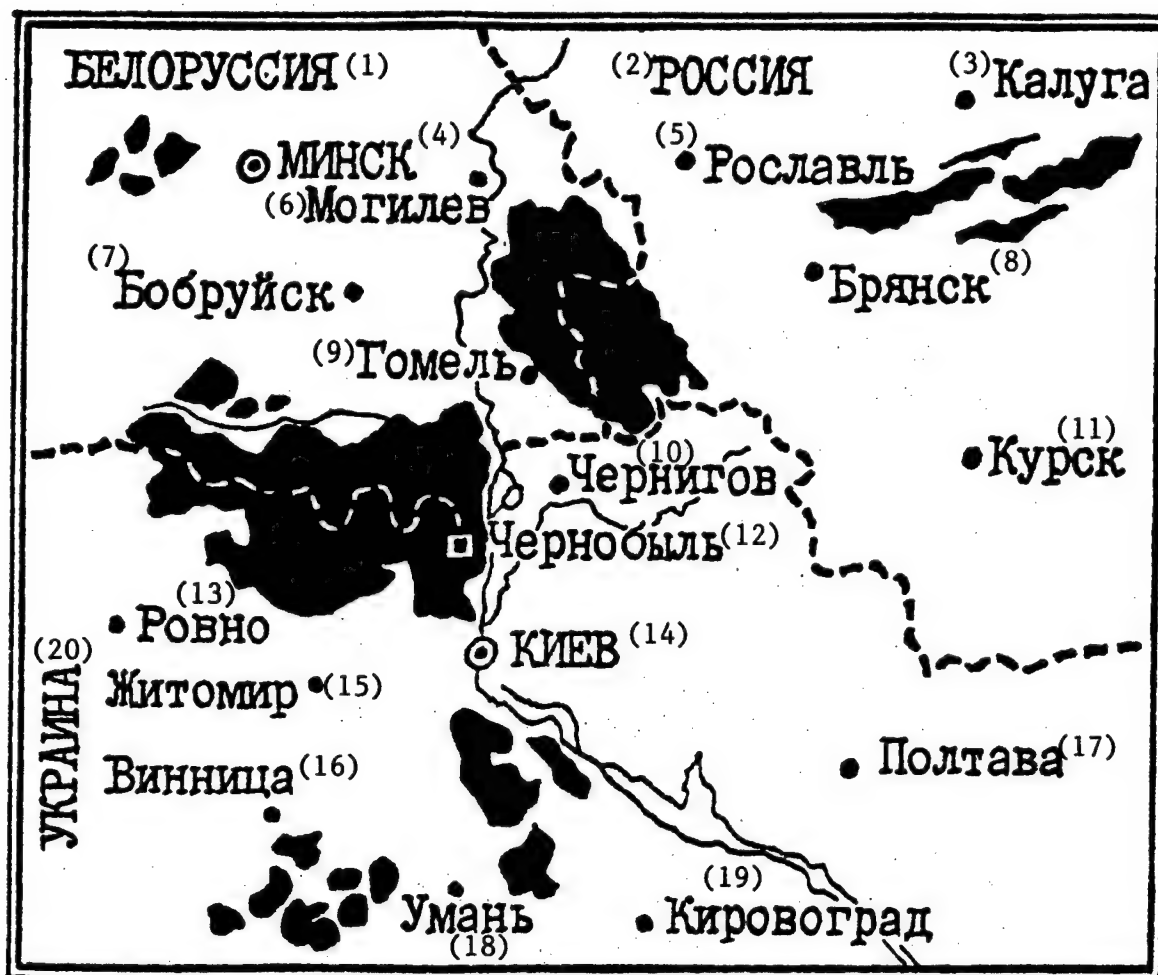 БЕЛОРУССИЯ (1)
(2) РОССИЯ
(3) Калуга
МИНСК (4)
(5) Рославль
(6) Могилев
(7) Бобруйск
Брянск (8)
(9) Гомель
(10) Чернигов
(11) Курск
Чернобыль (12)
(13) Ровно
КИЕВ (14)
(20) УКРАИНА
Житомир (15)
Винница (16)
Полтава (17)
Умань (18)
(19) Кировоград